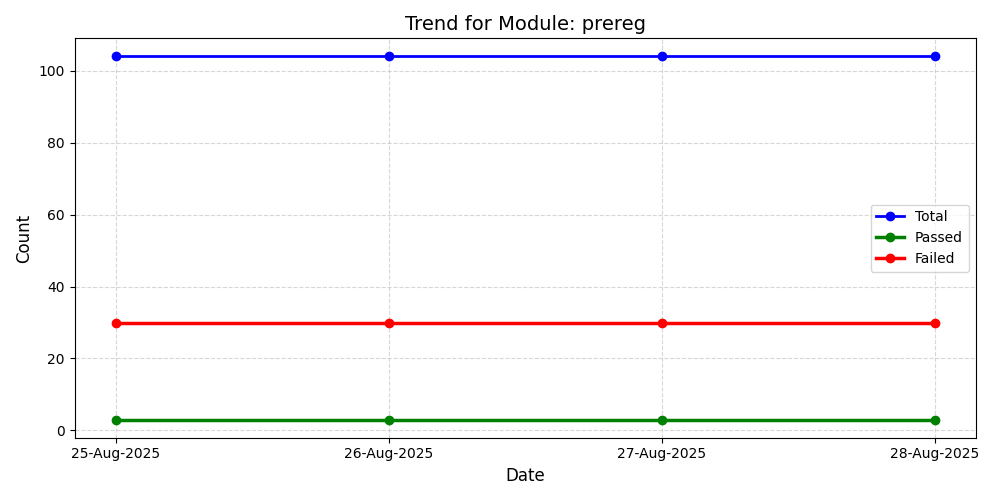 Trend for Module: prereg
Count
100
80
60
40
20
0
Total
Passed
Failed
25-Aug-2025
26-Aug-2025
27-Aug-2025
28-Aug-2025
Date